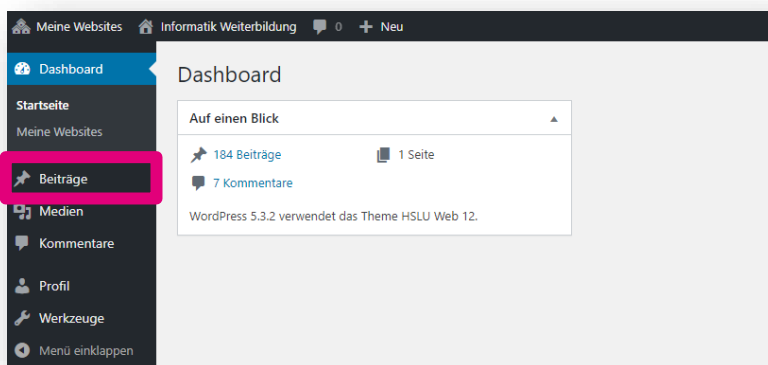 Meine Websites Informatik Weiterbildung 0 Neu
Dashboard
Startseite
Meine Websites
Beiträge
Medien
Kommentare
Profil
Werkzeuge
Menü einklappen
Dashboard
Auf einen Blick
184 Beiträge 1 Seite
7 Kommentare
WordPress 5.3.2 verwendet das Theme HSLU Web 12.